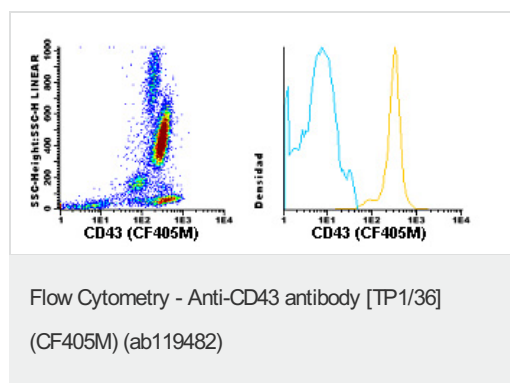 SSC-Height:SSC-H LINEAR
1000
800
600
400
200
0
1 1E1 1E2 1E3 1E4
CD43 (CF405M)
Densidad
1 1E1 1E2 1E3 1E4
CD43 (CF405M)
Flow Cytometry - Anti-CD43 antibody [TP1/36]
(CF405M) (ab119482)